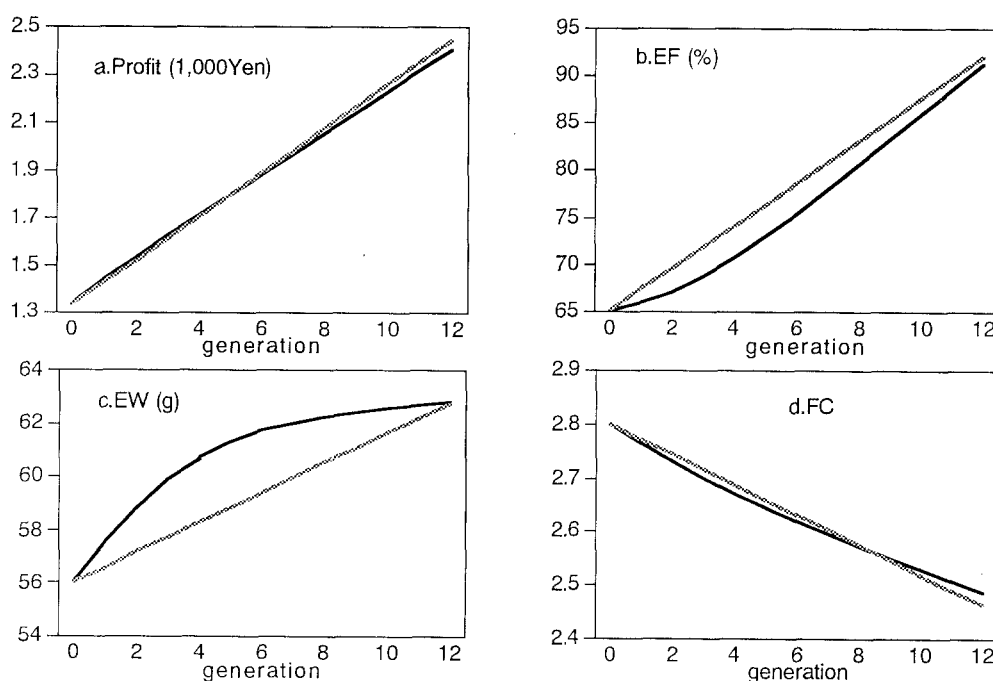 2.5
2.3
2.1
1.9
1.7
1.5
1.3
a.Profit (1,000Yen)
0 2 4 6 8 10 12
generation
95
90
85
80
75
70
65
b.EF (%)
0 2 4 6 8 10 12
generation
64
62
60
58
56
54
c.EW (g)
0 2 4 6 8 10 12
generation
2.9
2.8
2.7
2.6
2.5
2.4
d.FC
0 2 4 6 8 10 12
generation